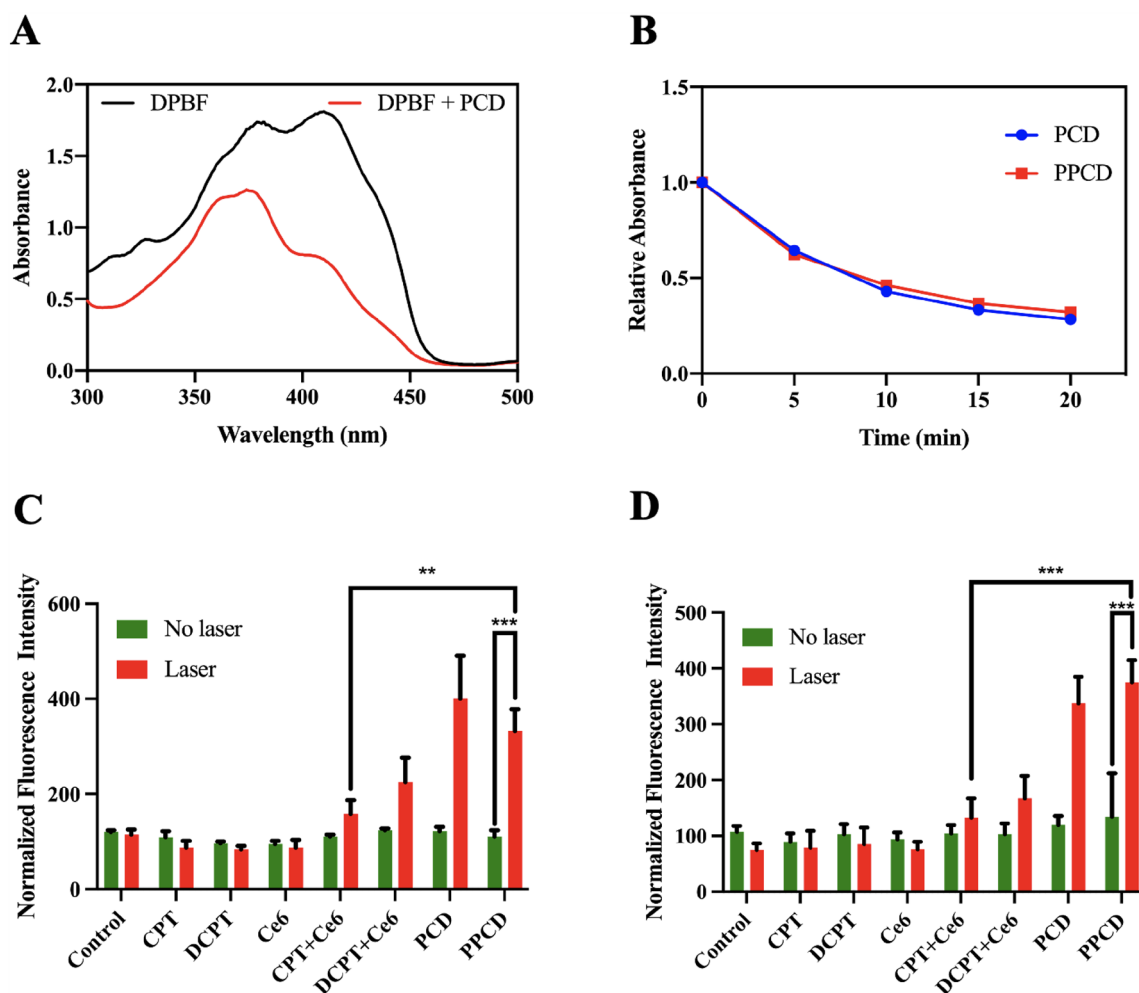 A
Absorbance
2.0
1.5
1.0
0.5
0.0
DPBF
DPBF + PCD
300
350
400
450
500
Wavelength (nm)
B
Relative Absorbance
1.5
1.0
0.5
0.0
PCD
PPCD
0
5
10
15
20
Time (min)
C
Normalized Fluorescence Intensity
600
400
200
0
No laser
Laser
**
***
Control
CPT
DCPT
Ce6
CPT+Ce6
DCPT+Ce6
PCD
PPCD
D
Normalized Fluorescence Intensity
500
400
300
200
100
0
No laser
Laser
***
***
Control
CPT
DCPT
Ce6
CPT+Ce6
DCPT+Ce6
PCD
PPCD